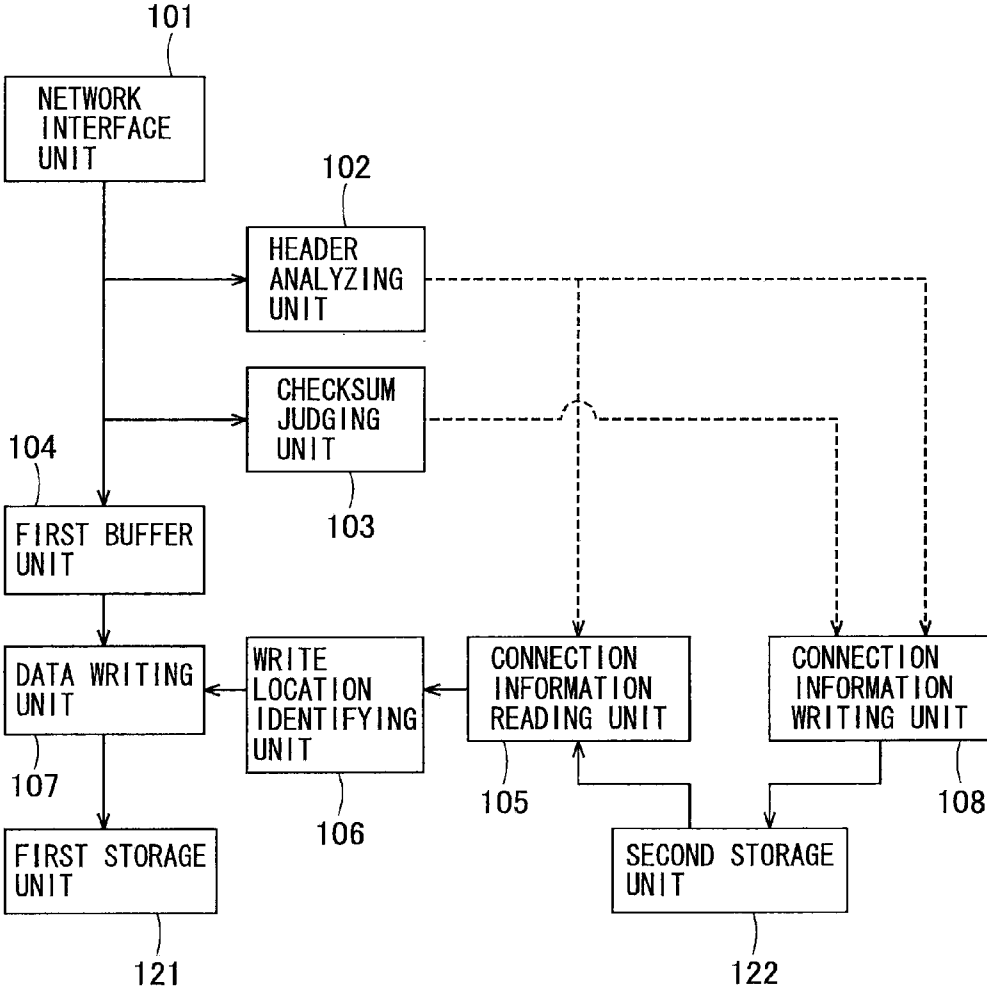 101
NETWORK
INTERFACE
UNIT
102
HEADER
ANALYZING
UNIT
CHECKSUM
JUDGING
UNIT
103
104
FIRST BUFFER
UNIT
DATA WRITING
UNIT
107
WRITE
LOCATION
IDENTIFYING
UNIT
106
CONNECTION
INFORMATION
READING UNIT
105
CONNECTION
INFORMATION
WRITING UNIT
108
FIRST STORAGE
UNIT
121
SECOND STORAGE
UNIT
122